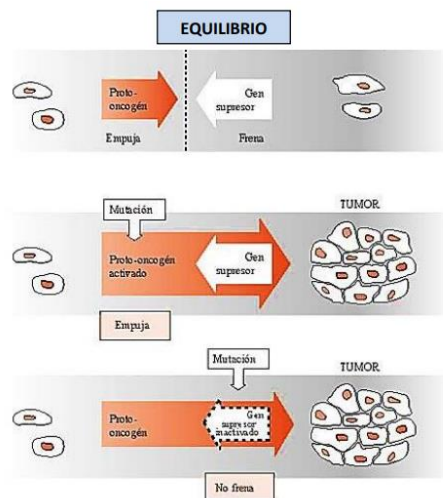 EQUILIBRIO
Proto-
oncogén
Gen
supresor
Empuja
Frena
Mutación
TUMOR
Proto-oncogén
activado
Gen
supresor
Empuja
Mutación
TUMOR
Proto-
oncogén
Gen
supresor
inactivado
No frena